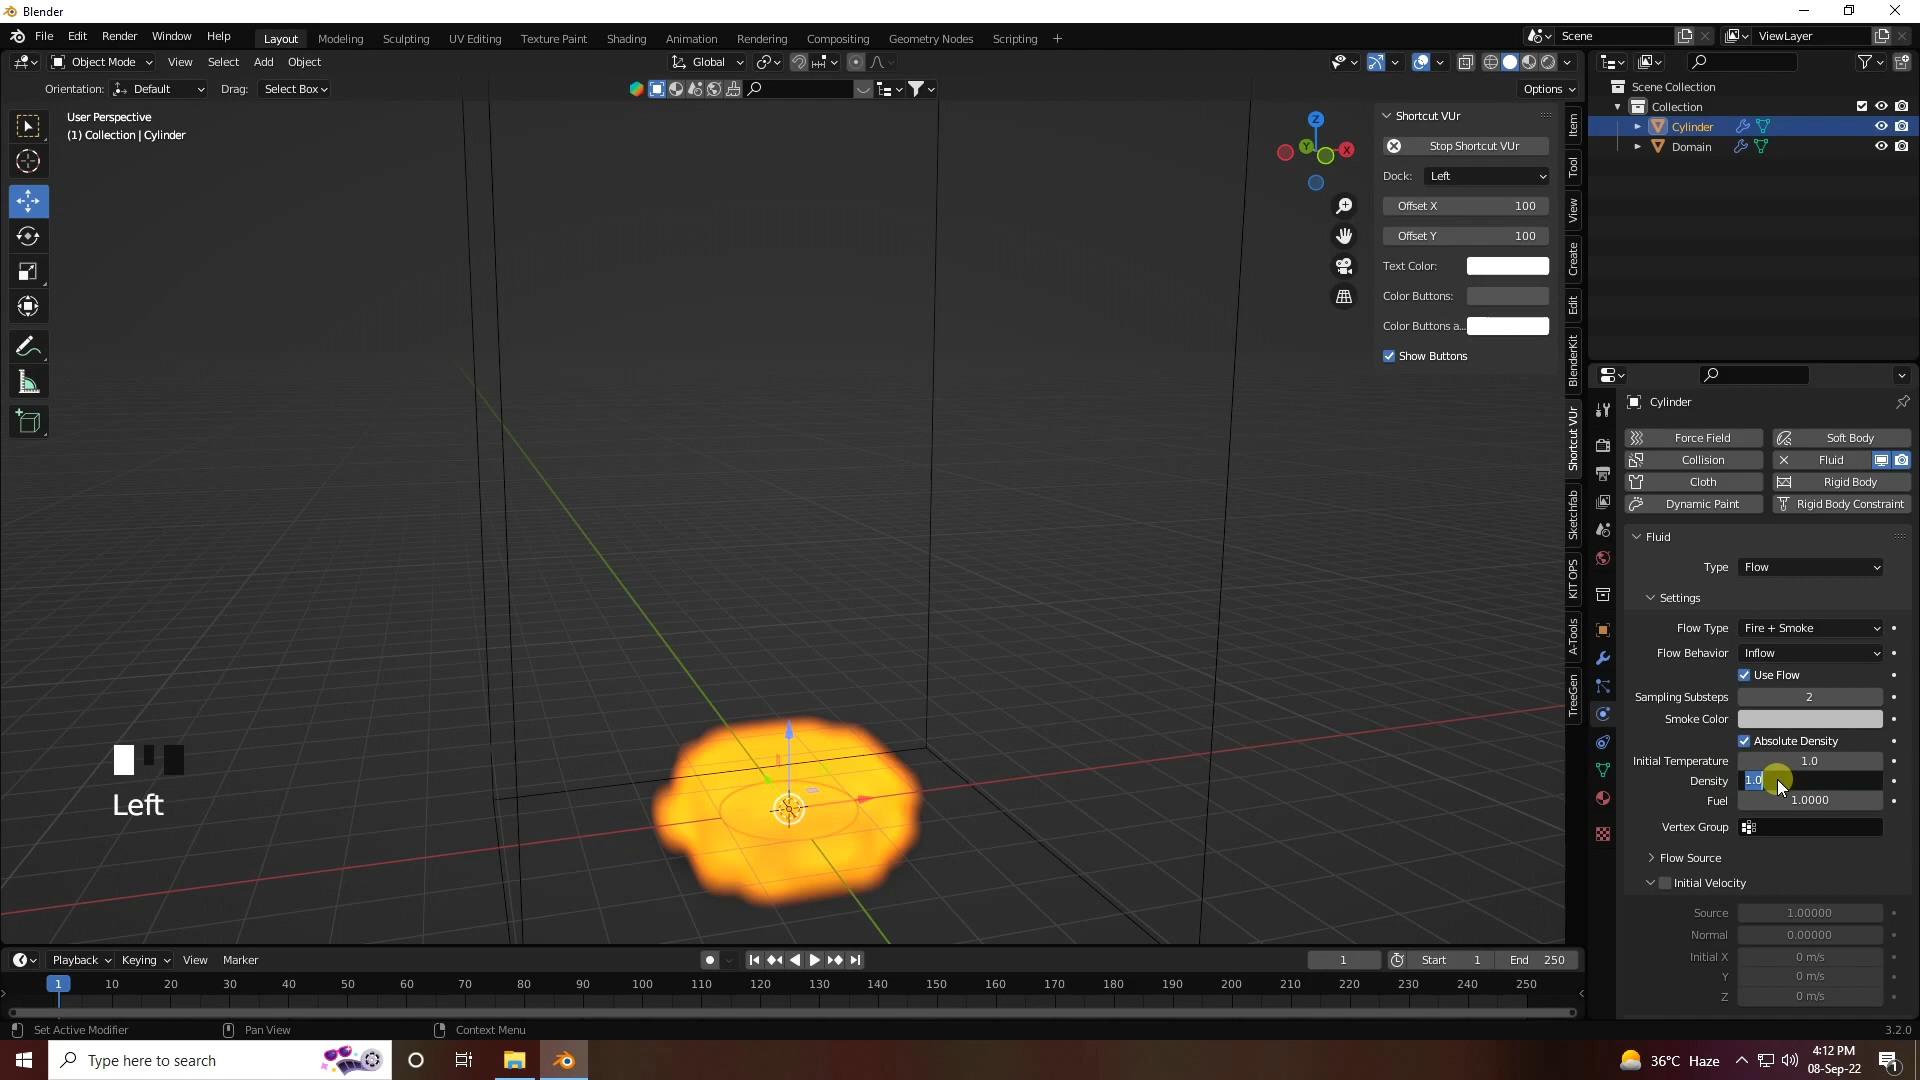 Blender
File Edit Render Window Help Layout Modeling Sculpting UV Editing Texture Paint Shading Animation Rendering Compositing Geometry Nodes Scripting + Scene ViewLayer
Object Mode View Select Add Object Global
Orientation: Default Drag: Select Box Options
User Perspective
(1) Collection | Cylinder
Z
Y
X
Shortcut VUr
Stop Shortcut VUr
Dock: Left
Offset X 100
Offset Y 100
Text Color:
Color Buttons:
Color Buttons a...
Show Buttons
Item
Tool
View
Create
Edit
BlenderKit
Shortcut VUr
Sketchfab
KIT OPS
A-Tools
TreeGen
Scene Collection
Collection
Cylinder
Domain
Cylinder
Force Field Soft Body
Collision Fluid
Cloth Rigid Body
Dynamic Paint Rigid Body Constraint
Fluid
Type Flow
Settings
Flow Type Fire + Smoke
Flow Behavior Inflow
Use Flow
Sampling Substeps 2
Smoke Color
Absolute Density
Initial Temperature 1.0
Density 1.0
Fuel 1.0000
Vertex Group
Flow Source
Initial Velocity
Source 1.00000
Normal 0.00000
Initial X 0 m/s
Y 0 m/s
Z 0 m/s
Left
Playback Keying View Marker 1 Start 1 End 250
1 10 20 30 40 50 60 70 80 90 100 110 120 130 140 150 160 170 180 190 200 210 220 230 240 250
Set Active Modifier Pan View Context Menu 3.2.0
Type here to search 36°C Haze 4:12 PM
08-Sep-22 1